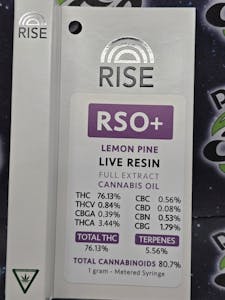 RISE
RISE
RSO+
LEMON PINE
LIVE RESIN
FULL EXTRACT
CANNABIS OIL
THC 76.13% CBC 0.56%
THCV 0.84% CBD 0.08%
CBGA 0.39% CBN 0.53%
THCA 3.44% CBG 1.79%
TOTAL THC TERPENES
76.13% 5.56%
TOTAL CANNABINOIDS 80.7%
1 gram - Metered Syringe